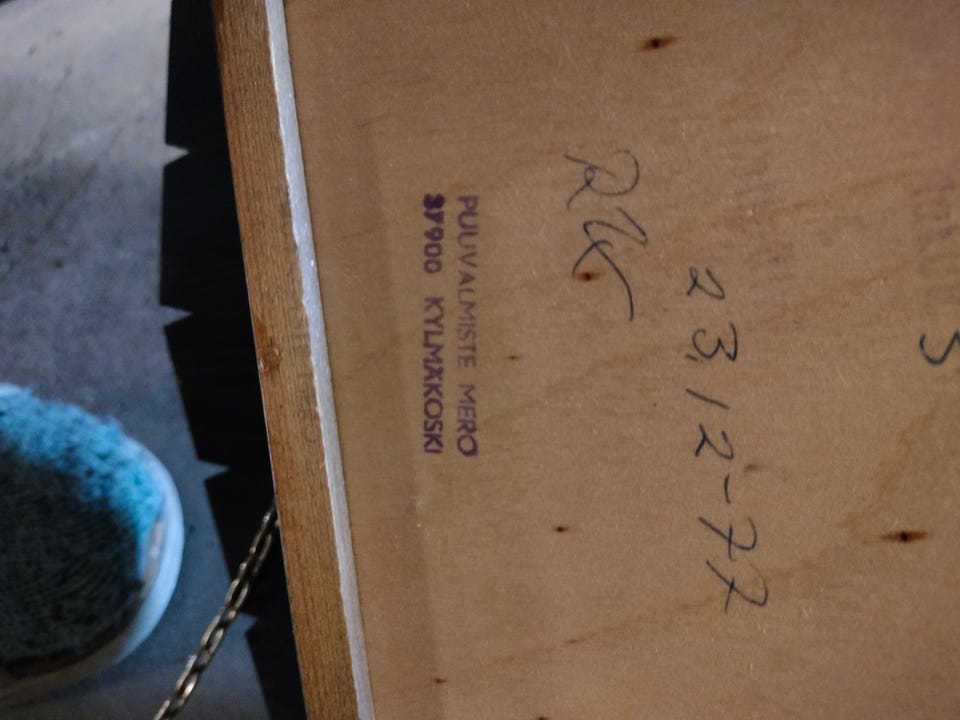 23.12-77
PUUVALMISTE MERO
37900 KYLMÄKOSKI